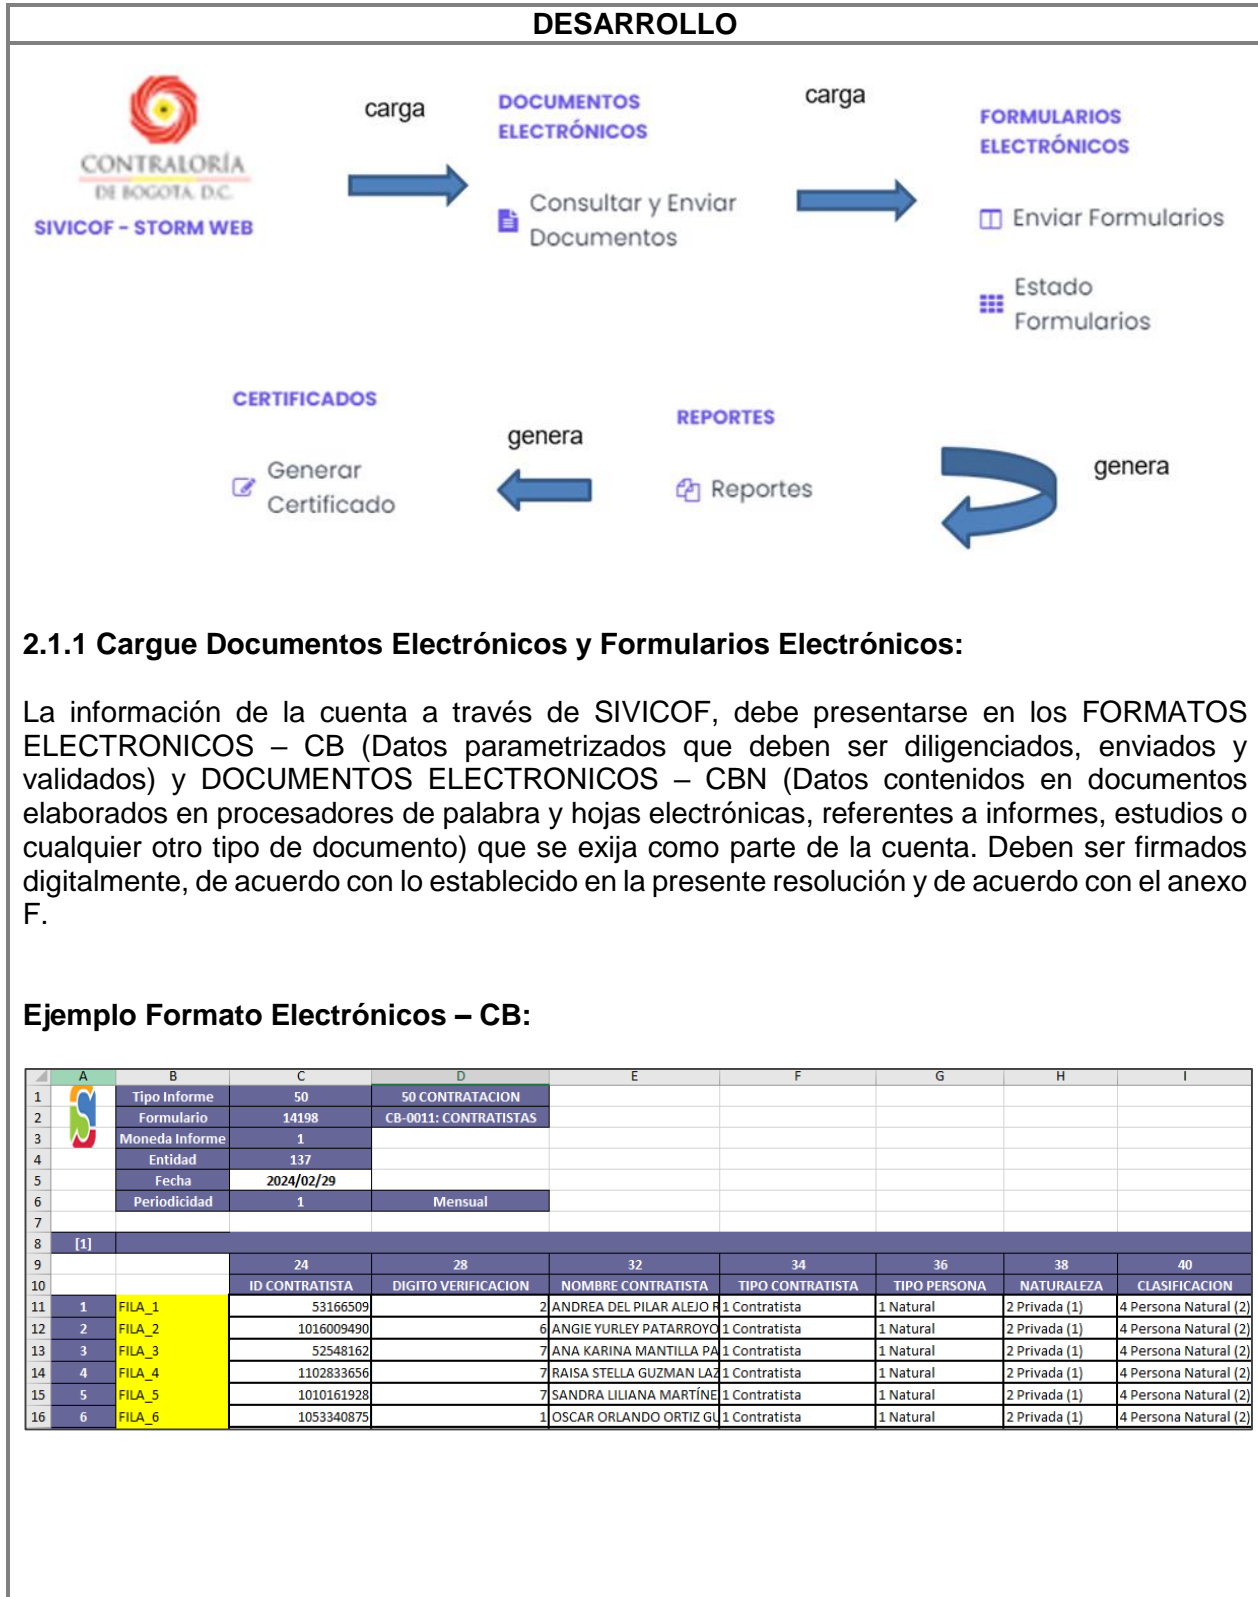 DESARROLLO
carga
carga
CONTRALORÍA
DE BOGOTÁ, D.C.
SIVICOF - STORM WEB
DOCUMENTOS
ELECTRÓNICOS
Consultar y Enviar
Documentos
FORMULARIOS
ELECTRÓNICOS
Enviar Formularios
Estado
Formularios
CERTIFICADOS
Generar
Certificado
genera
REPORTES
Reportes
genera
2.1.1 Cargue Documentos Electrónicos y Formularios Electrónicos:
La información de la cuenta a través de SIVICOF, debe presentarse en los FORMATOS
ELECTRONICOS – CB (Datos parametrizados que deben ser diligenciados, enviados y
validados) y DOCUMENTOS ELECTRONICOS – CBN (Datos contenidos en documentos
elaborados en procesadores de palabra y hojas electrónicas, referentes a informes, estudios o
cualquier otro tipo de documento) que se exija como parte de la cuenta. Deben ser firmados
digitalmente, de acuerdo con lo establecido en la presente resolución y de acuerdo con el anexo
F.
Ejemplo Formato Electrónicos – CB:
A B C D E F G H I
1 Tipo Informe 50 50 CONTRATACION
2 Formulario 14198 CB-0011: CONTRATISTAS
3 Moneda Informe 1
4 Entidad 137
5 Fecha 2024/02/29
6 Periodicidad 1 Mensual
7
8 [1]
9 24 28 32 34 36 38 40
10 ID CONTRATISTA DIGITO VERIFICACION NOMBRE CONTRATISTA TIPO CONTRATISTA TIPO PERSONA NATURALEZA CLASIFICACION
11 1 FILA_1 53166509 2 ANDREA DEL PILAR ALEJO R 1 Contratista 1 Natural 2 Privada (1) 4 Persona Natural (2)
12 2 FILA_2 1016009490 6 ANGIE YURLEY PATARROYO 1 Contratista 1 Natural 2 Privada (1) 4 Persona Natural (2)
13 3 FILA_3 52548162 7 ANA KARINA MANTILLA PA 1 Contratista 1 Natural 2 Privada (1) 4 Persona Natural (2)
14 4 FILA_4 1102833656 7 RAISA STELLA GUZMAN LAZ 1 Contratista 1 Natural 2 Privada (1) 4 Persona Natural (2)
15 5 FILA_5 1010161928 7 SANDRA LILIANA MARTÍNE 1 Contratista 1 Natural 2 Privada (1) 4 Persona Natural (2)
16 6 FILA_6 1053340875 1 OSCAR ORLANDO ORTIZ GU 1 Contratista 1 Natural 2 Privada (1) 4 Persona Natural (2)